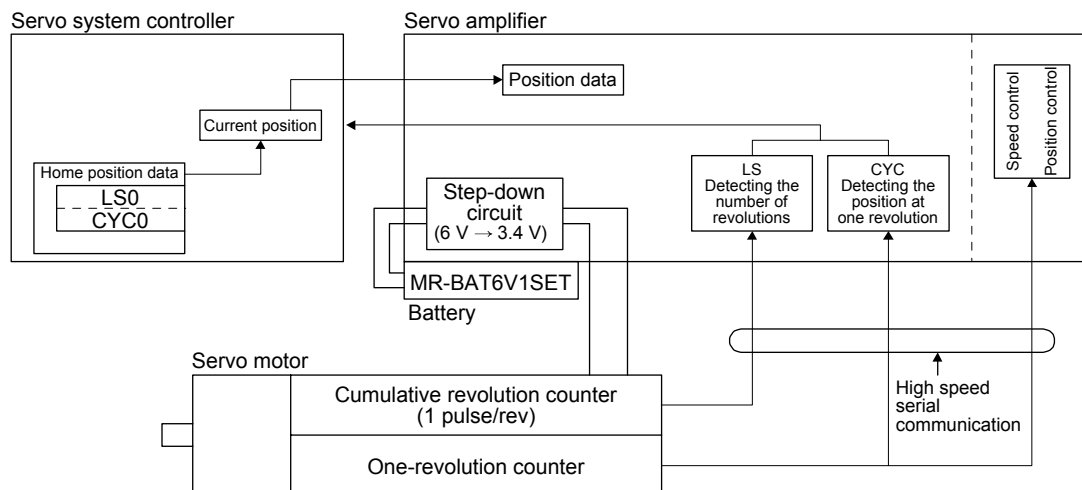 Servo system controller
Servo amplifier
Position data
Current position
Home position data
LS0
CYC0
Step-down
circuit
(6 V → 3.4 V)
MR-BAT6V1SET
Battery
LS
Detecting the
number of
revolutions
CYC
Detecting the
position at
one revolution
Speed control
Position control
Servo motor
Cumulative revolution counter
(1 pulse/rev)
One-revolution counter
High speed
serial
communication